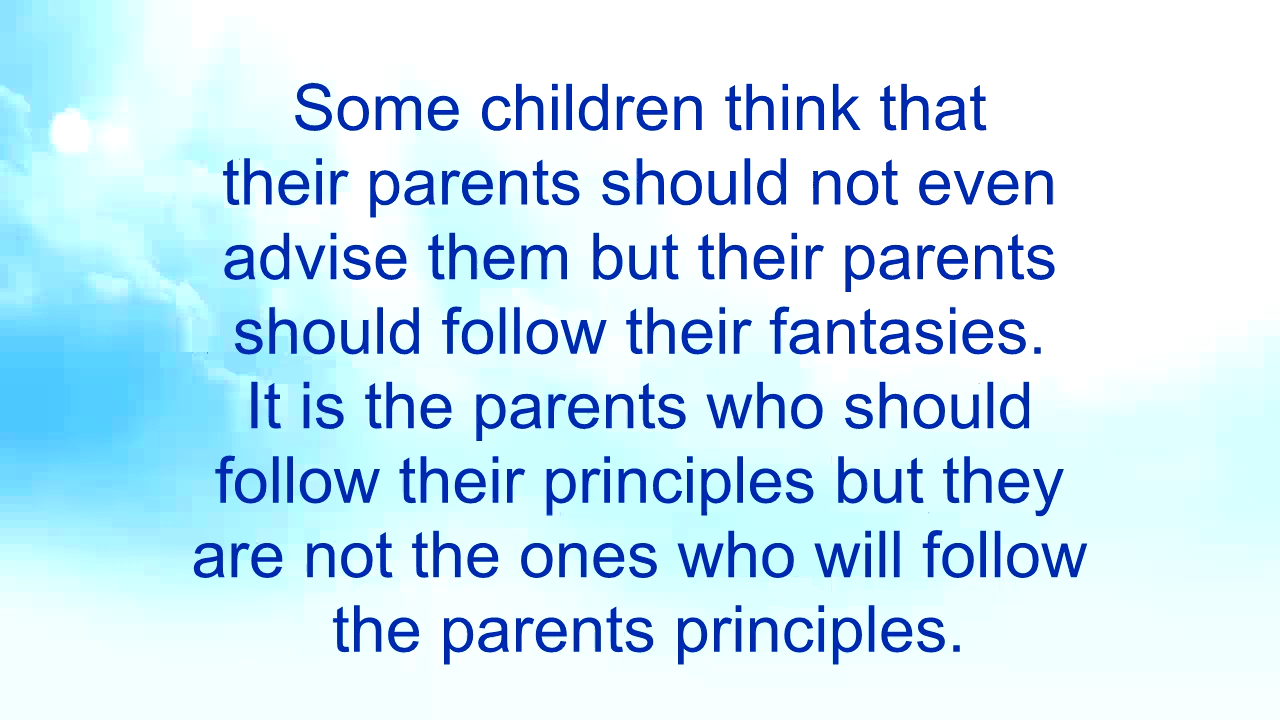 Some children think that
their parents should not even
advise them but their parents
should follow their fantasies.
It is the parents who should
follow their principles but they
are not the ones who will follow
the parents principles.